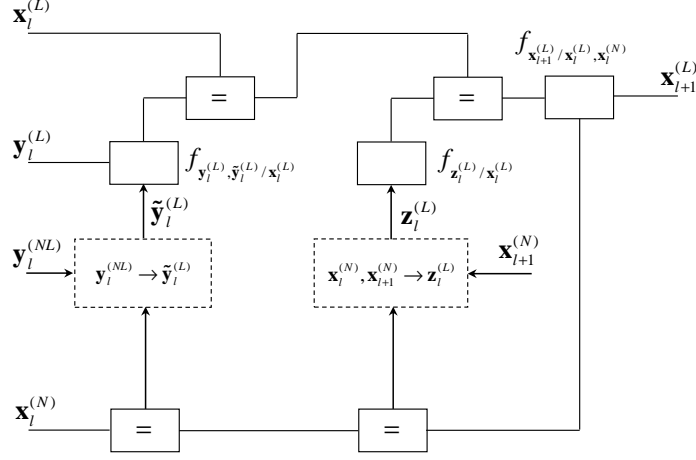 𝐱_l^{(L)}
f_{𝐱_{l+1}^{(L)}/𝐱_l^{(L)},𝐱_l^{(N)}}
𝐱_{l+1}^{(L)}
=
=
𝐲_l^{(L)}
f_{𝐲_l^{(L)},ỹ_l^{(L)}/𝐱_l^{(L)}}
f_{𝐳_l^{(L)}/𝐱_l^{(L)}}
ỹ_l^{(L)}
𝐳_l^{(L)}
𝐲_l^{(NL)}
𝐲_l^{(NL)} → ỹ_l^{(L)}
𝐱_l^{(N)}, 𝐱_{l+1}^{(N)} → 𝐳_l^{(L)}
𝐱_{l+1}^{(N)}
𝐱_l^{(N)}
=
=